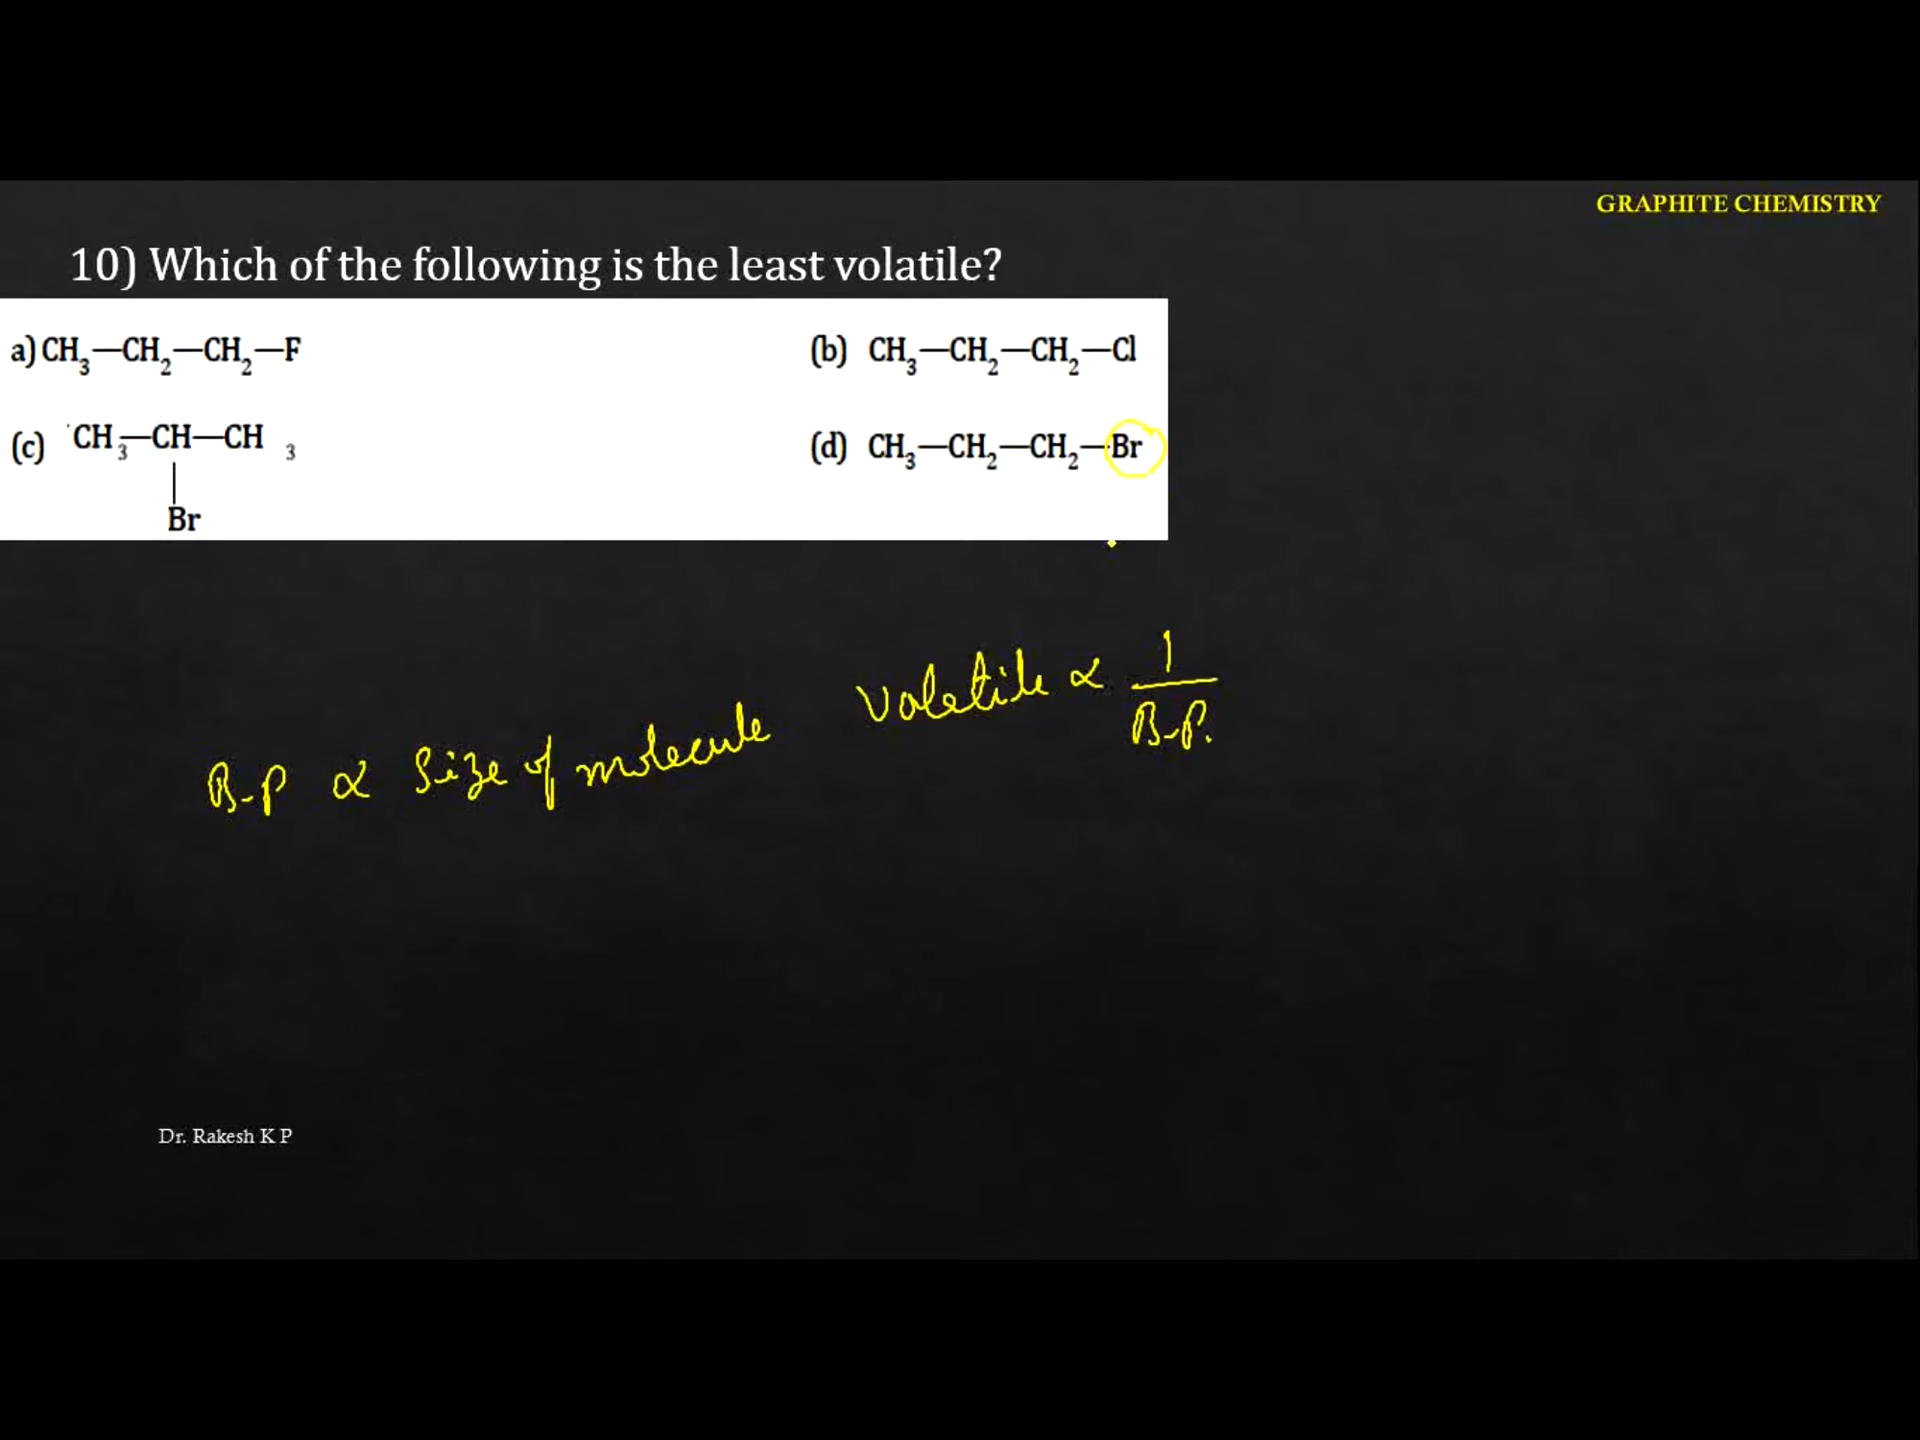 GRAPHITE CHEMISTRY
10) Which of the following is the least volatile?
a) CH₃—CH₂—CH₂—F
(b) CH₃—CH₂—CH₂—Cl
(c) CH₃—CH—CH₃
|
Br
(d) CH₃—CH₂—CH₂—Br
Volatile ∝ 1/B.P.
B.P ∝ Size of molecule
Dr. Rakesh K P